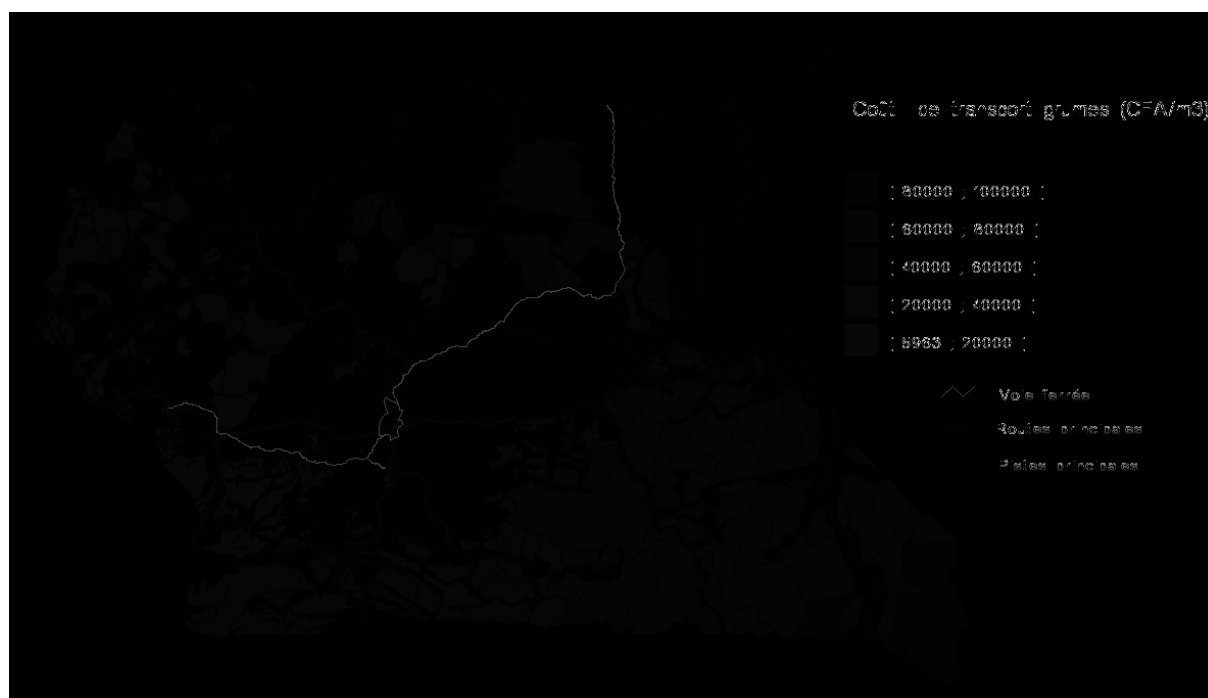 Coût de transport grumes (CFA/m3)
[ 80000 ; 100000 [
[ 60000 ; 80000 [
[ 40000 ; 60000 [
[ 20000 ; 40000 [
[ 5963 ; 20000 [
Voie ferrée
Routes principales
Pistes principales